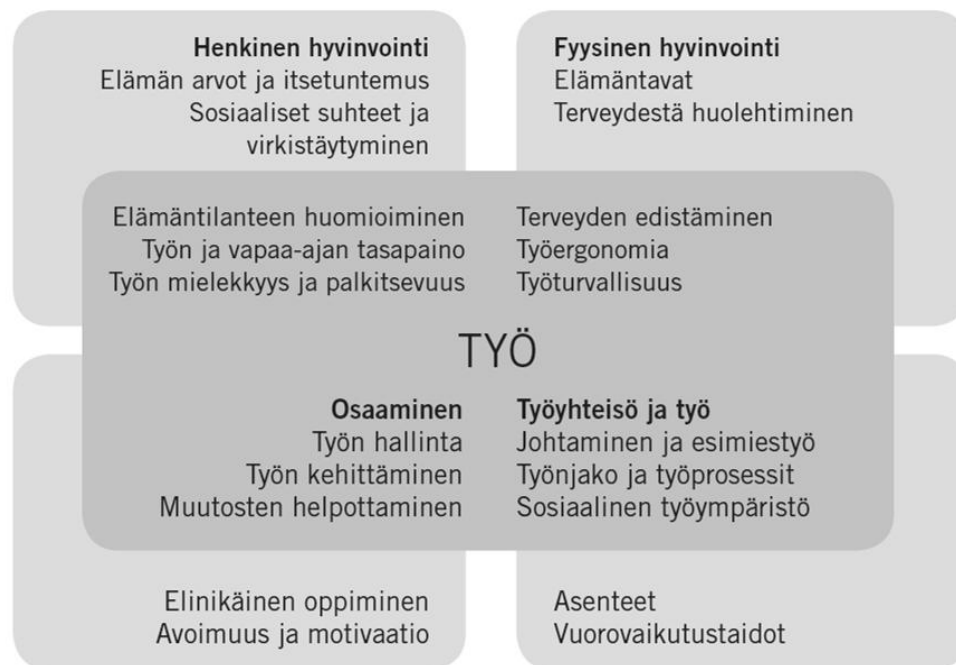 Henkinen hyvinvointi
Elämän arvot ja itsetuntemus
Sosiaaliset suhteet ja
virkistäytyminen
Fyysinen hyvinvointi
Elämäntavat
Terveydestä huolehtiminen
Elämäntilanteen huomioiminen
Työn ja vapaa-ajan tasapaino
Työn mielekkyys ja palkitsevuus
Terveyden edistäminen
Työergonomia
Työturvallisuus
TYÖ
Osaaminen
Työn hallinta
Työn kehittäminen
Muutosten helpottaminen
Työyhteisö ja työ
Johtaminen ja esimiestyö
Työnjako ja työprosessit
Sosiaalinen työympäristö
Elinikäinen oppiminen
Avoimuus ja motivaatio
Asenteet
Vuorovaikutustaidot